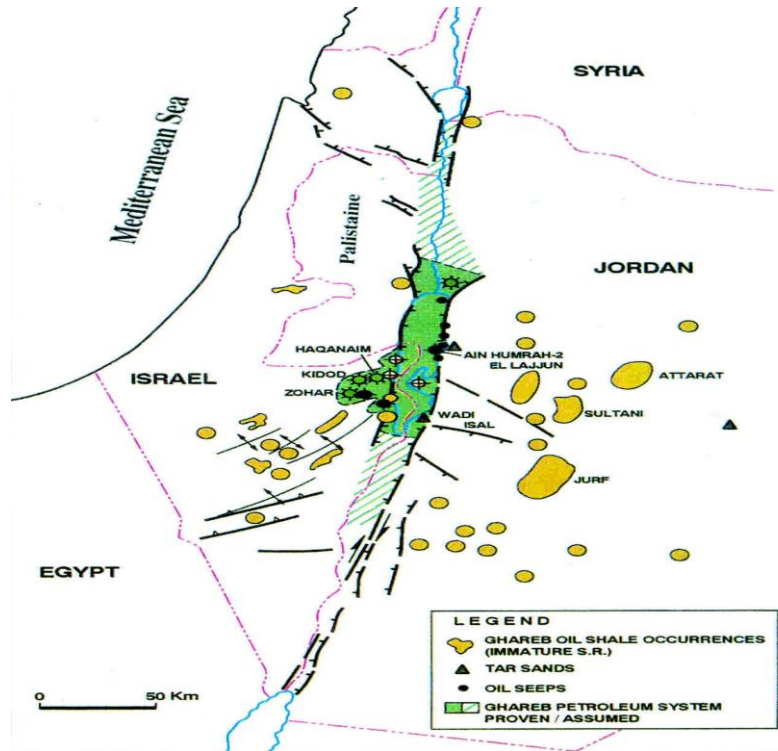 SYRIA
Mediterranean Sea
Palistaine
JORDAN
HAQANAIM
KIDOD
ZOHAR
ISRAEL
AIN HUMRAH-2
EL LAJJUN
ATTARAT
SULTANI
WADI
ISAL
JURF
EGYPT
0 50 Km
LEGEND
GHAREB OIL SHALE OCCURRENCES
(IMMATURE S.R.)
TAR SANDS
OIL SEEPS
GHAREB PETROLEUM SYSTEM
PROVEN / ASSUMED